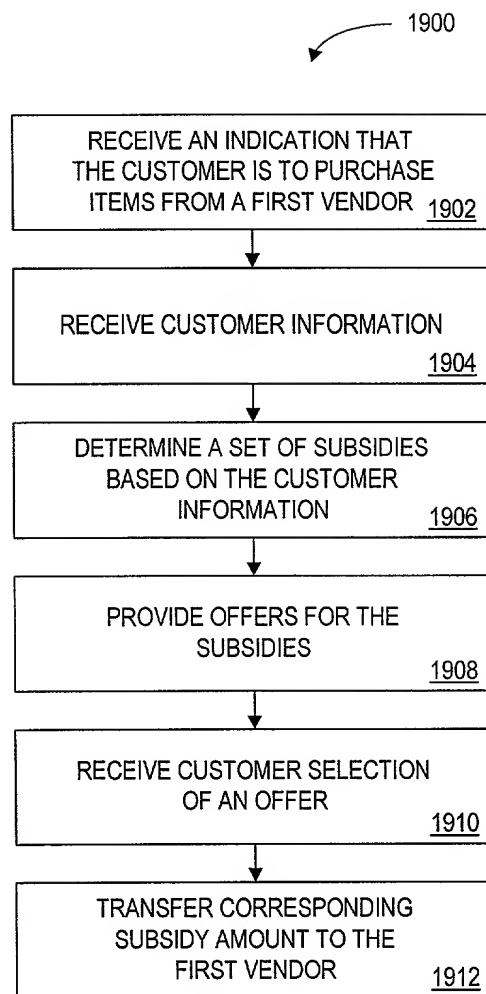 1900
RECEIVE AN INDICATION THAT
THE CUSTOMER IS TO PURCHASE
ITEMS FROM A FIRST VENDOR
1902
RECEIVE CUSTOMER INFORMATION
1904
DETERMINE A SET OF SUBSIDIES
BASED ON THE CUSTOMER
INFORMATION
1906
PROVIDE OFFERS FOR THE
SUBSIDIES
1908
RECEIVE CUSTOMER SELECTION
OF AN OFFER
1910
TRANSFER CORRESPONDING
SUBSIDY AMOUNT TO THE
FIRST VENDOR
1912